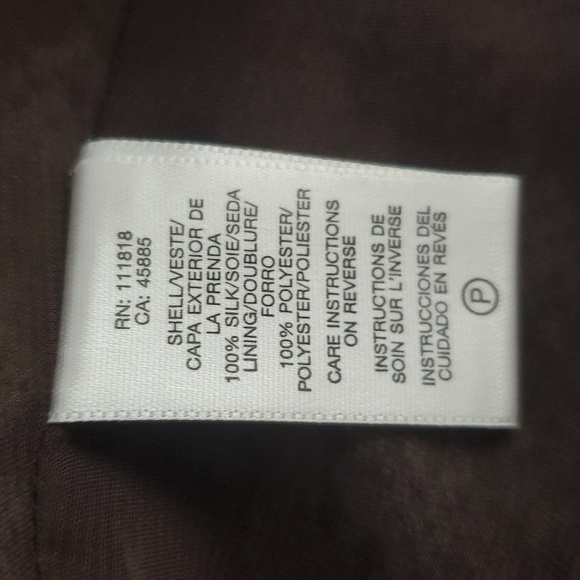 RN: 111818
CA: 45885
SHELL/VESTE/
CAPA EXTERIOR DE
LA PRENDA
100% SILK/SOIE/SEDA
LINING/DOUBLURE/
FORRO
100% POLYESTER/
POLYESTER/POLIESTER
CARE INSTRUCTIONS
ON REVERSE
INSTRUCTIONS DE
SOIN SUR L'INVERSE
INSTRUCCIONES DEL
CUIDADO EN REVÉS
P